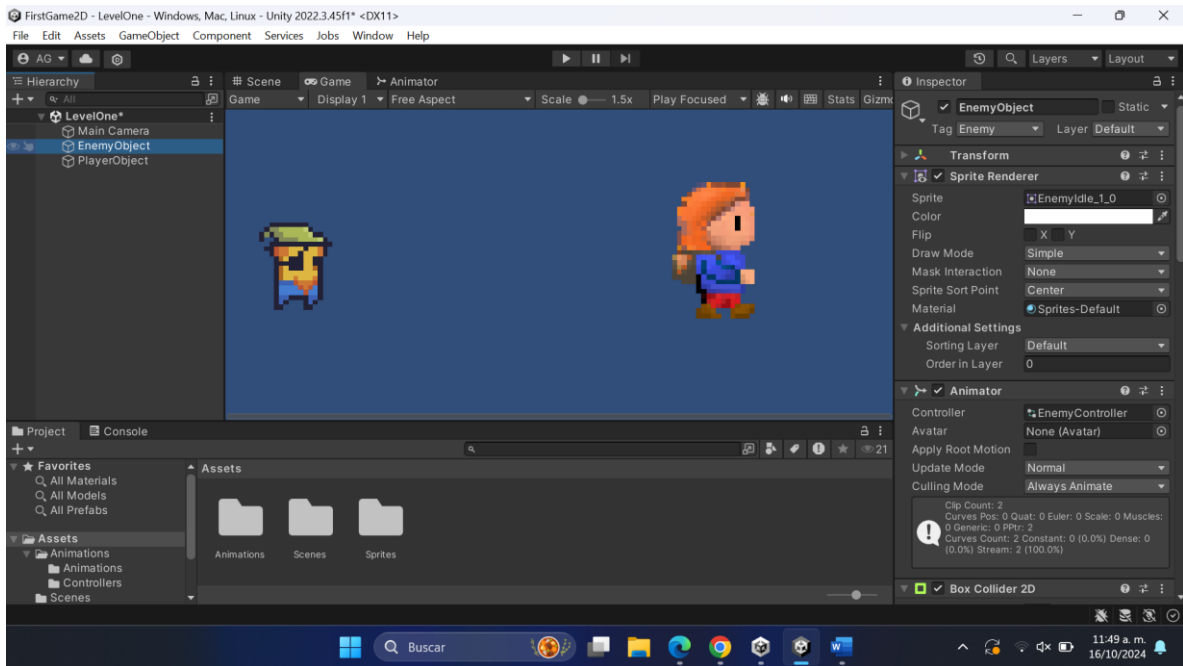 FirstGame2D - LevelOne - Windows, Mac, Linux - Unity 2022.3.45f1* <DX11>
File Edit Assets GameObject Component Services Jobs Window Help
AG Layers Layout
Hierarchy
All
LevelOne*
Main Camera
EnemyObject
PlayerObject
Scene Game Animator
Game Display 1 Free Aspect Scale 1.5x Play Focused Stats Gizmo
Inspector
EnemyObject Static
Tag Enemy Layer Default
Transform
Sprite Renderer
Sprite EnemyIdle_1_0
Color
Flip X Y
Draw Mode Simple
Mask Interaction None
Sprite Sort Point Center
Material Sprites-Default
Additional Settings
Sorting Layer Default
Order in Layer 0
Animator
Controller EnemyController
Avatar None (Avatar)
Apply Root Motion
Update Mode Normal
Culling Mode Always Animate
Clip Count: 2
Curves Pos: 0 Quat: 0 Euler: 0 Scale: 0 Muscles:
0 Generic: 0 PPtr: 2
Curves Count: 2 Constant: 0 (0.0%) Dense: 0
(0.0%) Stream: 2 (100.0%)
Box Collider 2D
Project Console
21
Favorites
All Materials
All Models
All Prefabs
Assets
Animations
Animations
Controllers
Scenes
Assets
Animations Scenes Sprites
Buscar
11:49 a. m.
16/10/2024